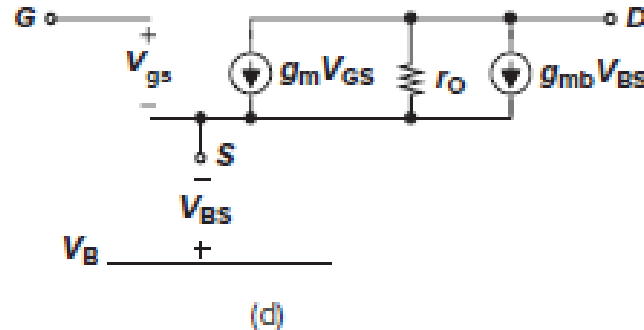 G D
+
V_gs g_m V_GS r_O g_mb V_BS
−
S
−
V_BS
+
V_B
(d)